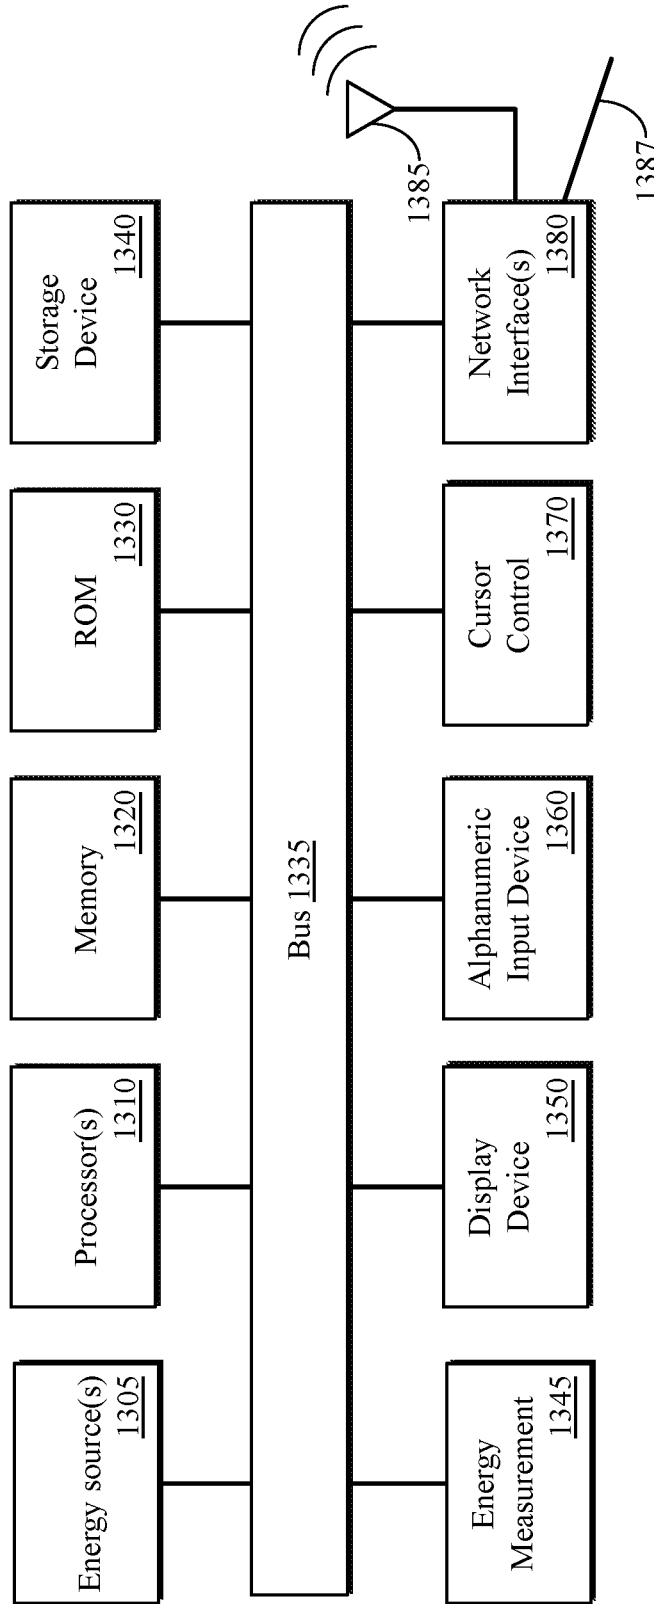 Energy source(s)
1305
Processor(s)
1310
Memory
1320
ROM
1330
Storage
Device
1340
Bus 1335
Energy
Measurement
1345
Display
Device
1350
Alphanumeric
Input Device
1360
Cursor
Control
1370
Network
Interface(s)
1380
1385
1387